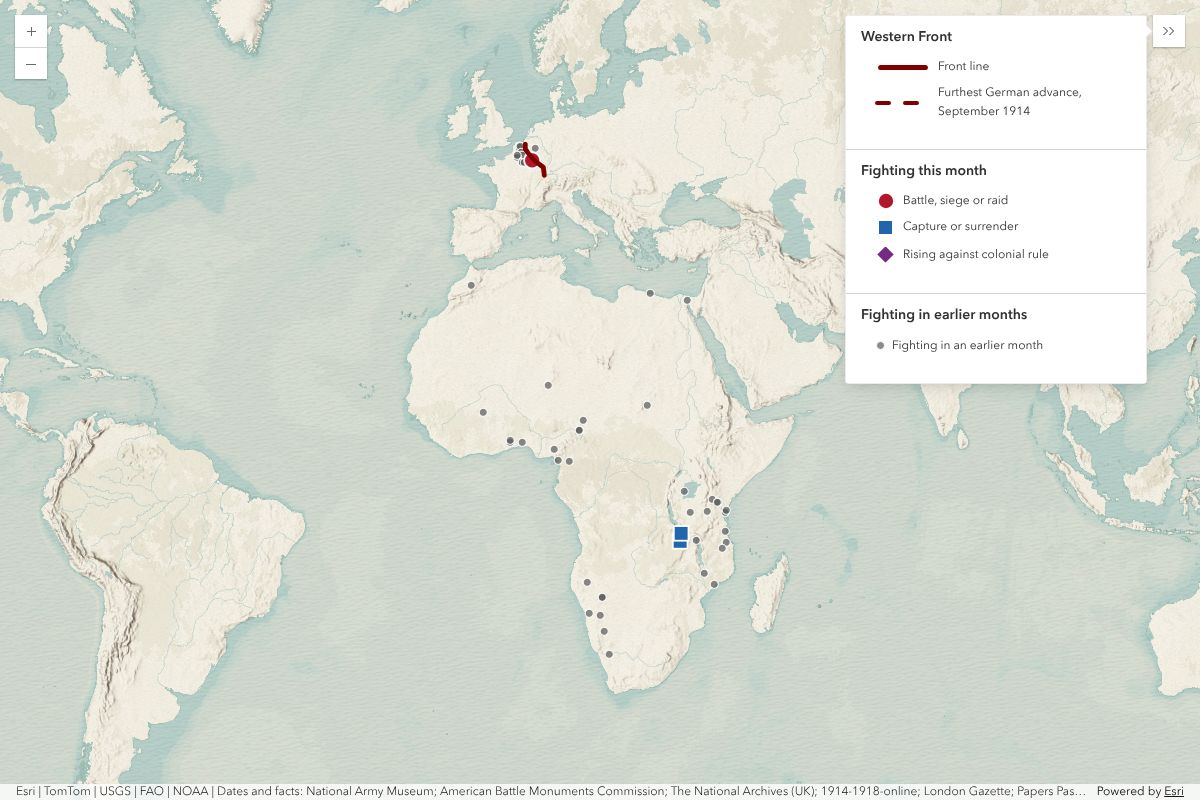 +
−
Western Front
Front line
Furthest German advance,
September 1914
Fighting this month
Battle, siege or raid
Capture or surrender
Rising against colonial rule
Fighting in earlier months
Fighting in an earlier month
Esri | TomTom | USGS | FAO | NOAA | Dates and facts: National Army Museum; American Battle Monuments Commission; The National Archives (UK); 1914-1918-online; London Gazette; Papers Pas... Powered by Esri